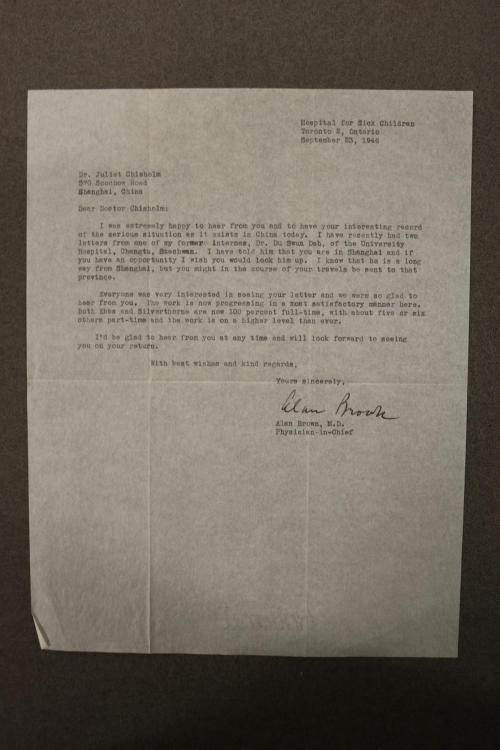 Hospital for Sick Children
Toronto 2, Ontario
September 23, 1946
Dr. Juliet Chisholm
370 Soochow Road
Shanghai, China
Dear Doctor Chisholm:
I was extremely happy to hear from you and to have your interesting record
of the serious situation as it exists in China today. I have recently had two
letters from one of my former internes, Dr. Du Swun Deh, of the University
Hospital, Chengtu, Szechwan. I have told him that you are in Shanghai and if
you have an opportunity I wish you would look him up. I know that he is a long
way from Shanghai, but you might in the course of your travels be sent to that
province.
Everyone was very interested in seeing your letter and we were so glad to
hear from you. The work is now progressing in a most satisfactory manner here.
Both Ebbs and Silverthorne are now 100 percent full-time, with about five or six
others part-time and the work is on a higher level than ever.
I'd be glad to hear from you at any time and will look forward to seeing
you on your return.
With best wishes and kind regards,
Yours sincerely,
Alan Brown
Alan Brown, M.D.
Physician-in-Chief